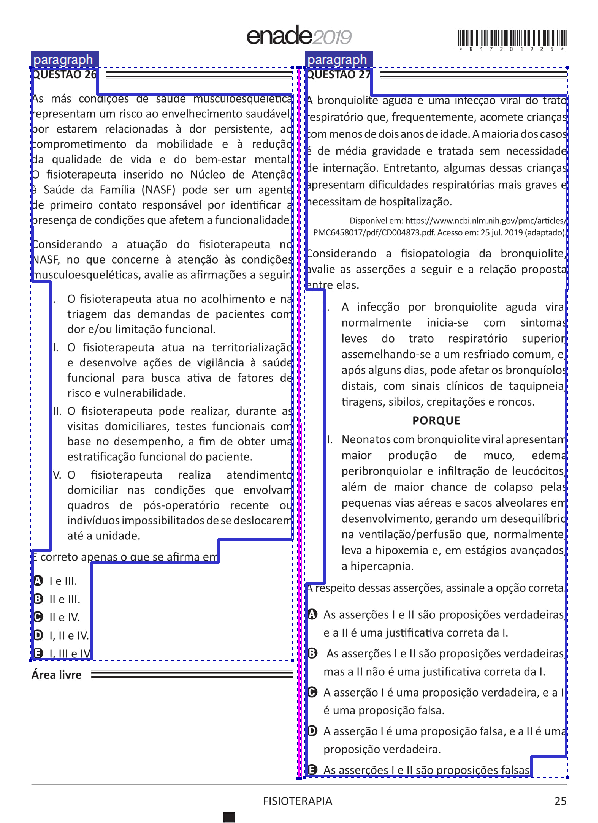 enade2019
paragraph
QUESTÃO 26
As más condições de saúde musculoesquelética
representam um risco ao envelhecimento saudável,
por estarem relacionadas à dor persistente, ao
comprometimento da mobilidade e à redução
da qualidade de vida e do bem-estar mental.
O fisioterapeuta inserido no Núcleo de Atenção
à Saúde da Família (NASF) pode ser um agente
de primeiro contato responsável por identificar a
presença de condições que afetem a funcionalidade.
Considerando a atuação do fisioterapeuta no
NASF, no que concerne à atenção às condições
musculoesqueléticas, avalie as afirmações a seguir.
I. O fisioterapeuta atua no acolhimento e na
triagem das demandas de pacientes com
dor e/ou limitação funcional.
II. O fisioterapeuta atua na territorialização
e desenvolve ações de vigilância à saúde
funcional para busca ativa de fatores de
risco e vulnerabilidade.
III. O fisioterapeuta pode realizar, durante as
visitas domiciliares, testes funcionais com
base no desempenho, a fim de obter uma
estratificação funcional do paciente.
IV. O fisioterapeuta realiza atendimento
domiciliar nas condições que envolvam
quadros de pós-operatório recente ou
indivíduos impossibilitados de se deslocarem
até a unidade.
É correto apenas o que se afirma em
A I e III.
B II e III.
C II e IV.
D I, II e IV.
E I, III e IV.
Área livre
paragraph
QUESTÃO 27
A bronquiolite aguda é uma infecção viral do trato
respiratório que, frequentemente, acomete crianças
com menos de dois anos de idade. A maioria dos casos
é de média gravidade e tratada sem necessidade
de internação. Entretanto, algumas dessas crianças
apresentam dificuldades respiratórias mais graves e
necessitam de hospitalização.
Disponível em: https://www.ncbi.nlm.nih.gov/pmc/articles/
PMC6458017/pdf/CD004873.pdf. Acesso em: 25 jul. 2019 (adaptado).
Considerando a fisiopatologia da bronquiolite,
avalie as asserções a seguir e a relação proposta
entre elas.
I. A infecção por bronquiolite aguda viral
normalmente inicia-se com sintomas
leves do trato respiratório superior,
assemelhando-se a um resfriado comum, e,
após alguns dias, pode afetar os bronquíolos
distais, com sinais clínicos de taquipneia,
tiragens, sibilos, crepitações e roncos.
PORQUE
II. Neonatos com bronquiolite viral apresentam
maior produção de muco, edema
peribronquiolar e infiltração de leucócitos,
além de maior chance de colapso pelas
pequenas vias aéreas e sacos alveolares em
desenvolvimento, gerando um desequilíbrio
na ventilação/perfusão que, normalmente,
leva a hipoxemia e, em estágios avançados,
a hipercapnia.
A respeito dessas asserções, assinale a opção correta.
A As asserções I e II são proposições verdadeiras,
e a II é uma justificativa correta da I.
B As asserções I e II são proposições verdadeiras,
mas a II não é uma justificativa correta da I.
C A asserção I é uma proposição verdadeira, e a II
é uma proposição falsa.
D A asserção I é uma proposição falsa, e a II é uma
proposição verdadeira.
E As asserções I e II são proposições falsas.
FISIOTERAPIA
25